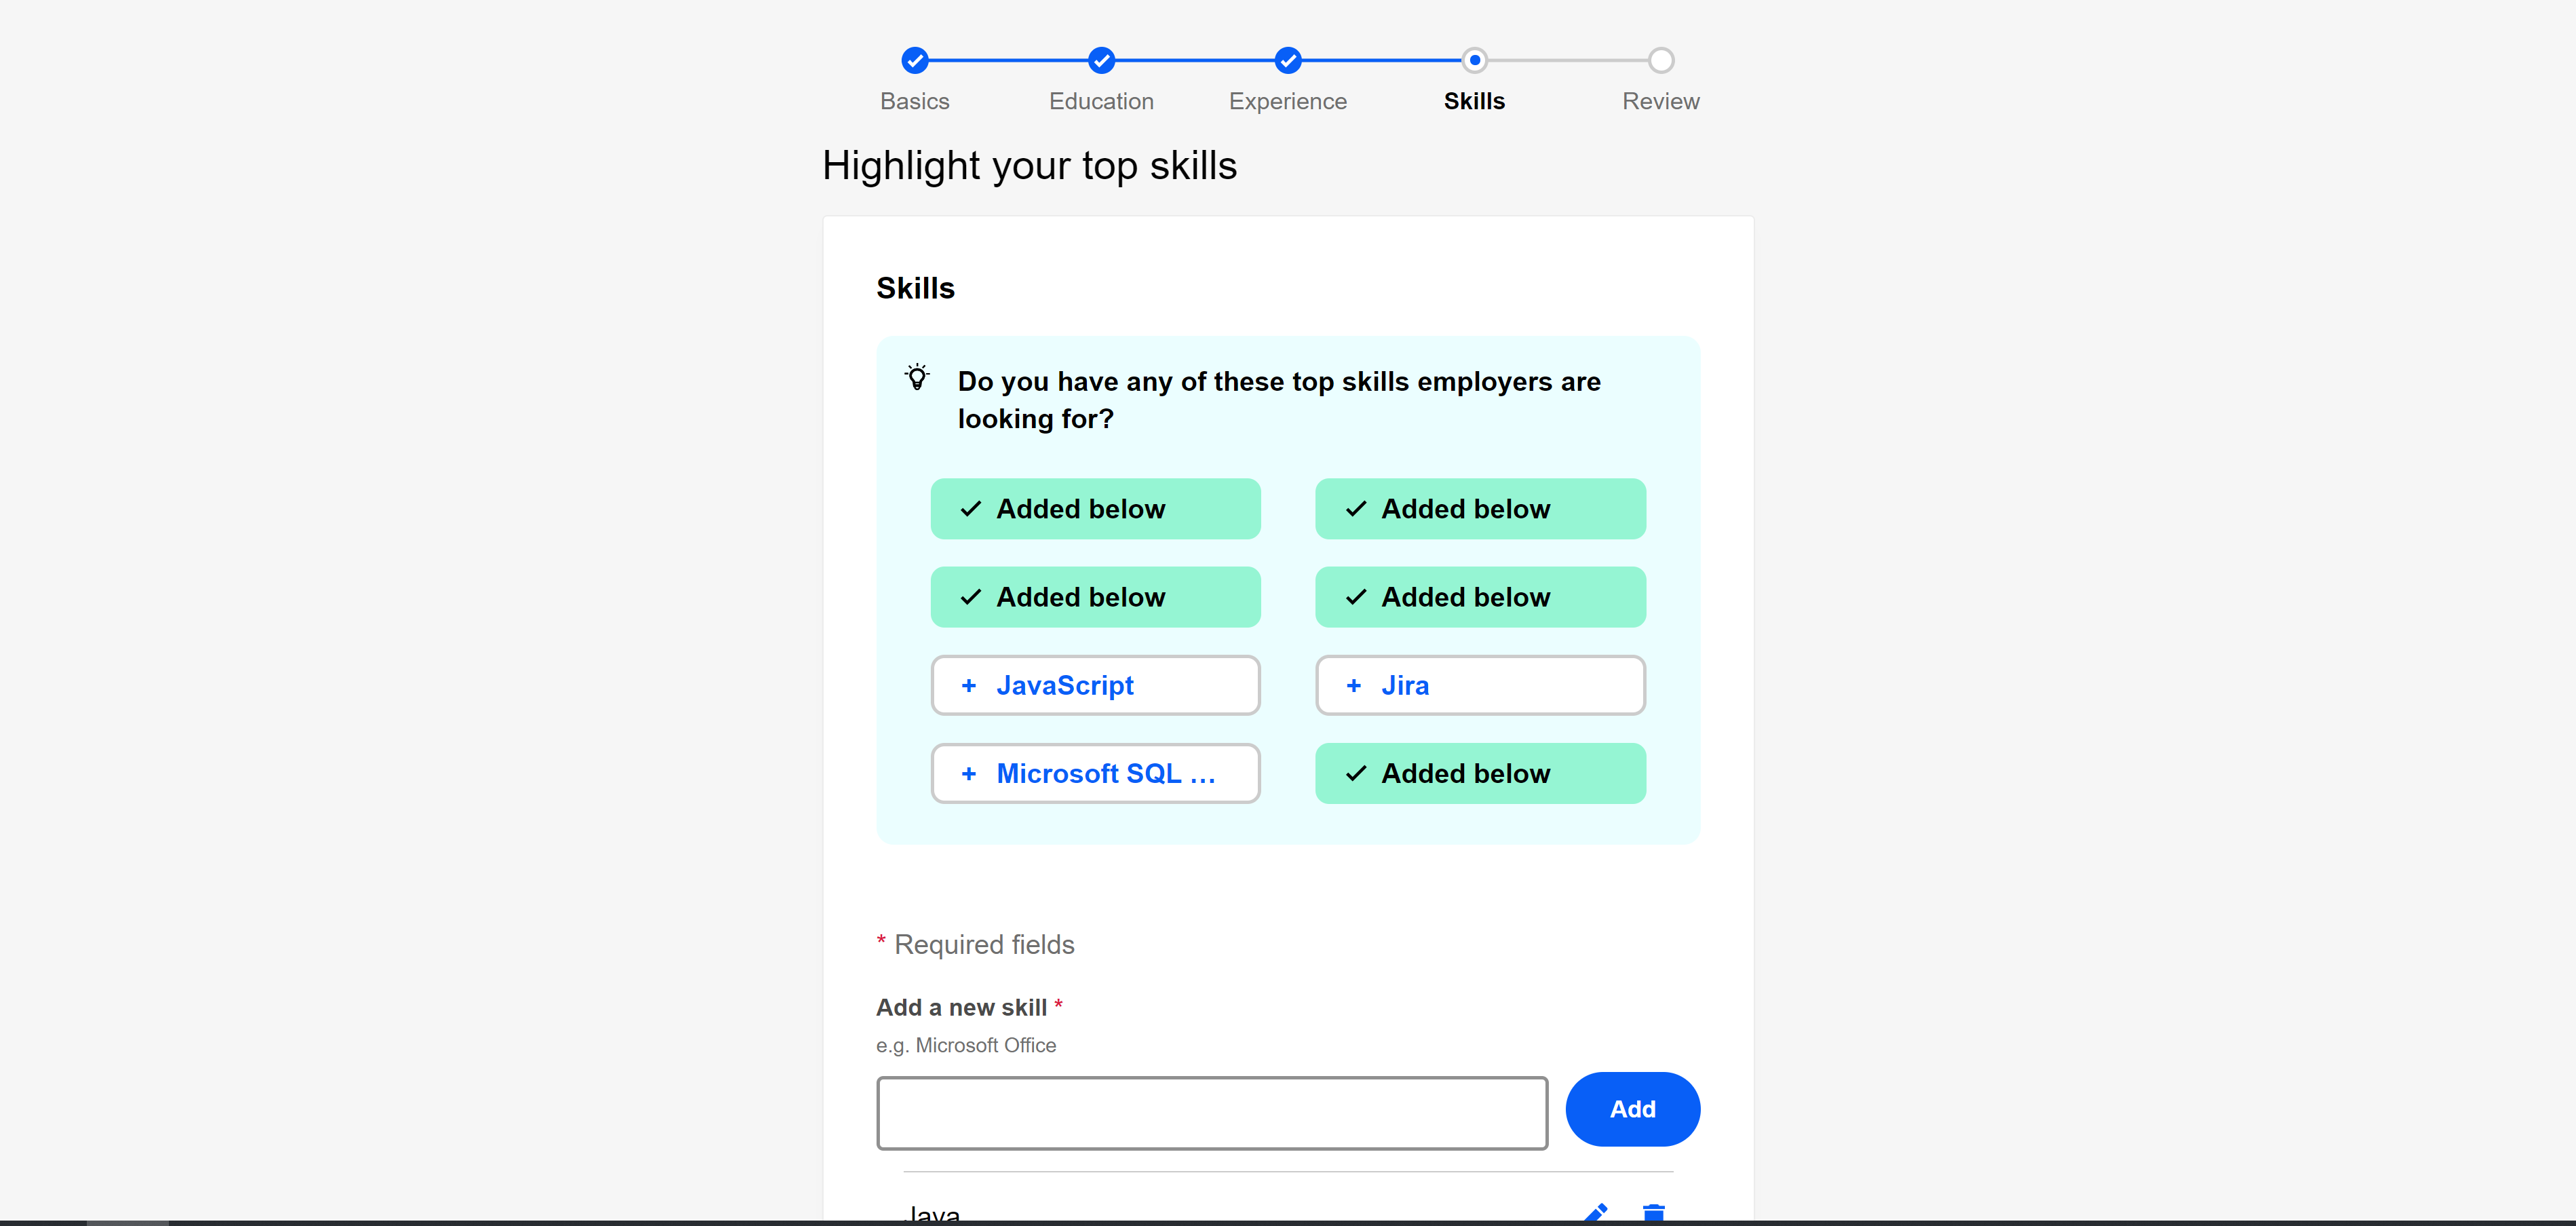 Basics Education Experience Skills Review
Highlight your top skills
Skills
Do you have any of these top skills employers are
looking for?
Added below Added below
Added below Added below
+ JavaScript + Jira
+ Microsoft SQL ...
Added below
* Required fields
Add a new skill *
e.g. Microsoft Office
Add
Java